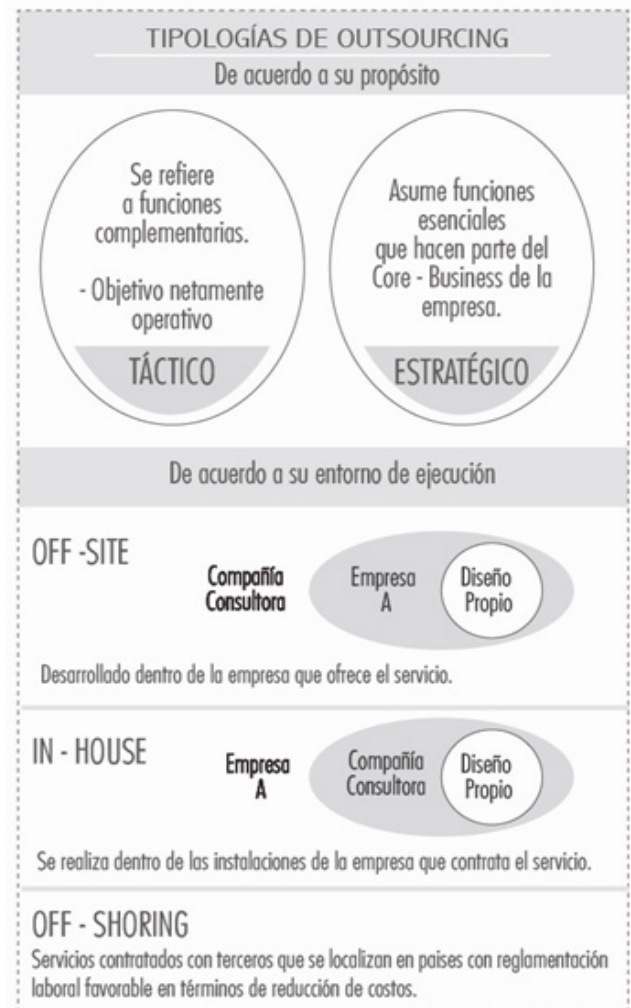 TIPOLOGÍAS DE OUTSOURCING
De acuerdo a su propósito
Se refiere
a funciones
complementarias.
- Objetivo netamente
operativo
TÁCTICO
Asume funciones
esenciales
que hacen parte del
Core - Business de la
empresa.
ESTRATÉGICO
De acuerdo a su entorno de ejecución
OFF -SITE
Compañía
Consultora
Empresa
A
Diseño
Propio
Desarrollado dentro de la empresa que ofrece el servicio.
IN - HOUSE
Empresa
A
Compañía
Consultora
Diseño
Propio
Se realiza dentro de las instalaciones de la empresa que contrata el servicio.
OFF - SHORING
Servicios contratados con terceros que se localizan en paises con reglamentación
laboral favorable en términos de reducción de costos.